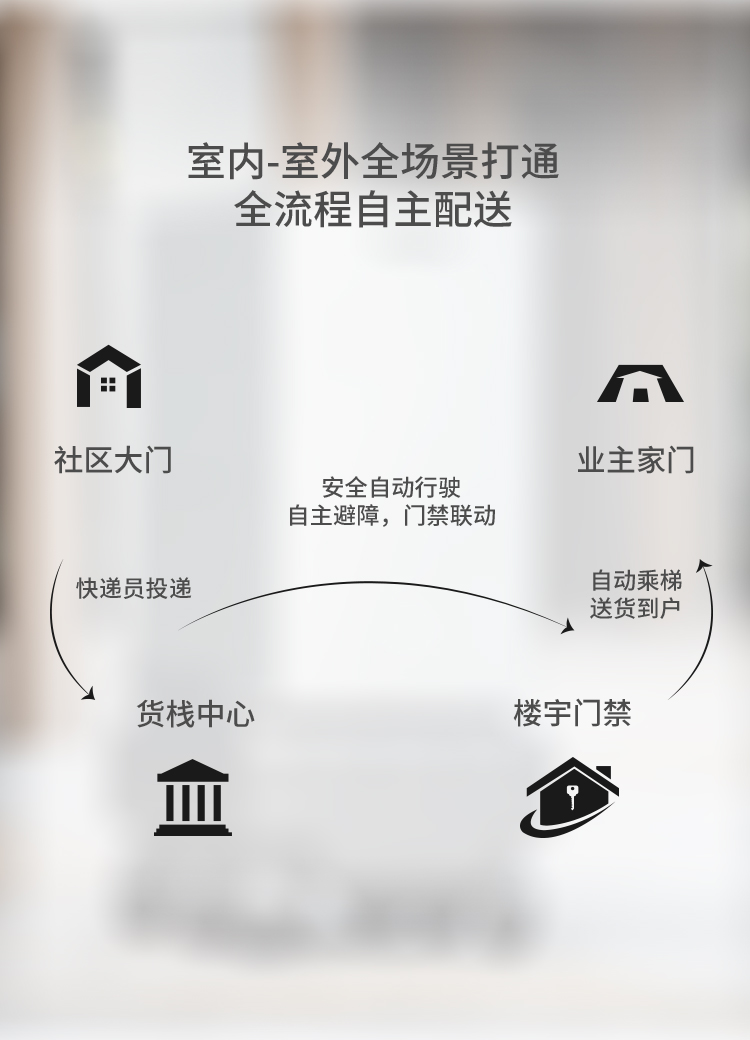 室内-室外全场景打通
全流程自主配送
社区大门
业主家门
安全自动行驶
自主避障，门禁联动
快递员投递
自动乘梯
送货到户
货栈中心
楼宇门禁